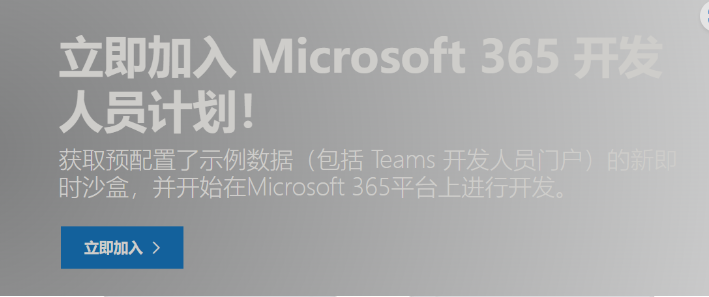 立即加入 Microsoft 365 开发
人员计划！
获取预配置了示例数据（包括 Teams 开发人员门户）的新即
时沙盒，并开始在Microsoft 365平台上进行开发。
立即加入